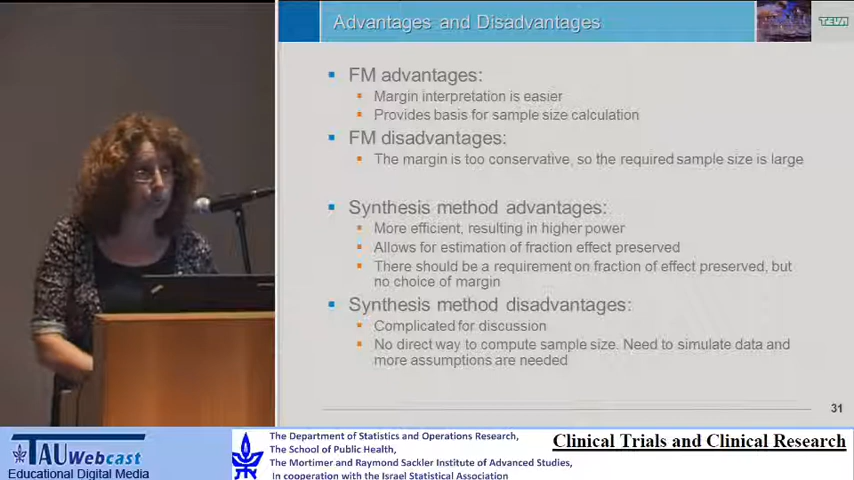 Advantages and Disadvantages
TEVA
FM advantages:
Margin interpretation is easier
Provides basis for sample size calculation
FM disadvantages:
The margin is too conservative, so the required sample size is large
Synthesis method advantages:
More efficient, resulting in higher power
Allows for estimation of fraction effect preserved
There should be a requirement on fraction of effect preserved, but
no choice of margin
Synthesis method disadvantages:
Complicated for discussion
No direct way to compute sample size. Need to simulate data and
more assumptions are needed
31
TAUWebcast
Educational Digital Media
The Department of Statistics and Operations Research,
The School of Public Health,
The Mortimer and Raymond Sackler Institute of Advanced Studies,
In cooperation with the Israel Statistical Association
Clinical Trials and Clinical Research